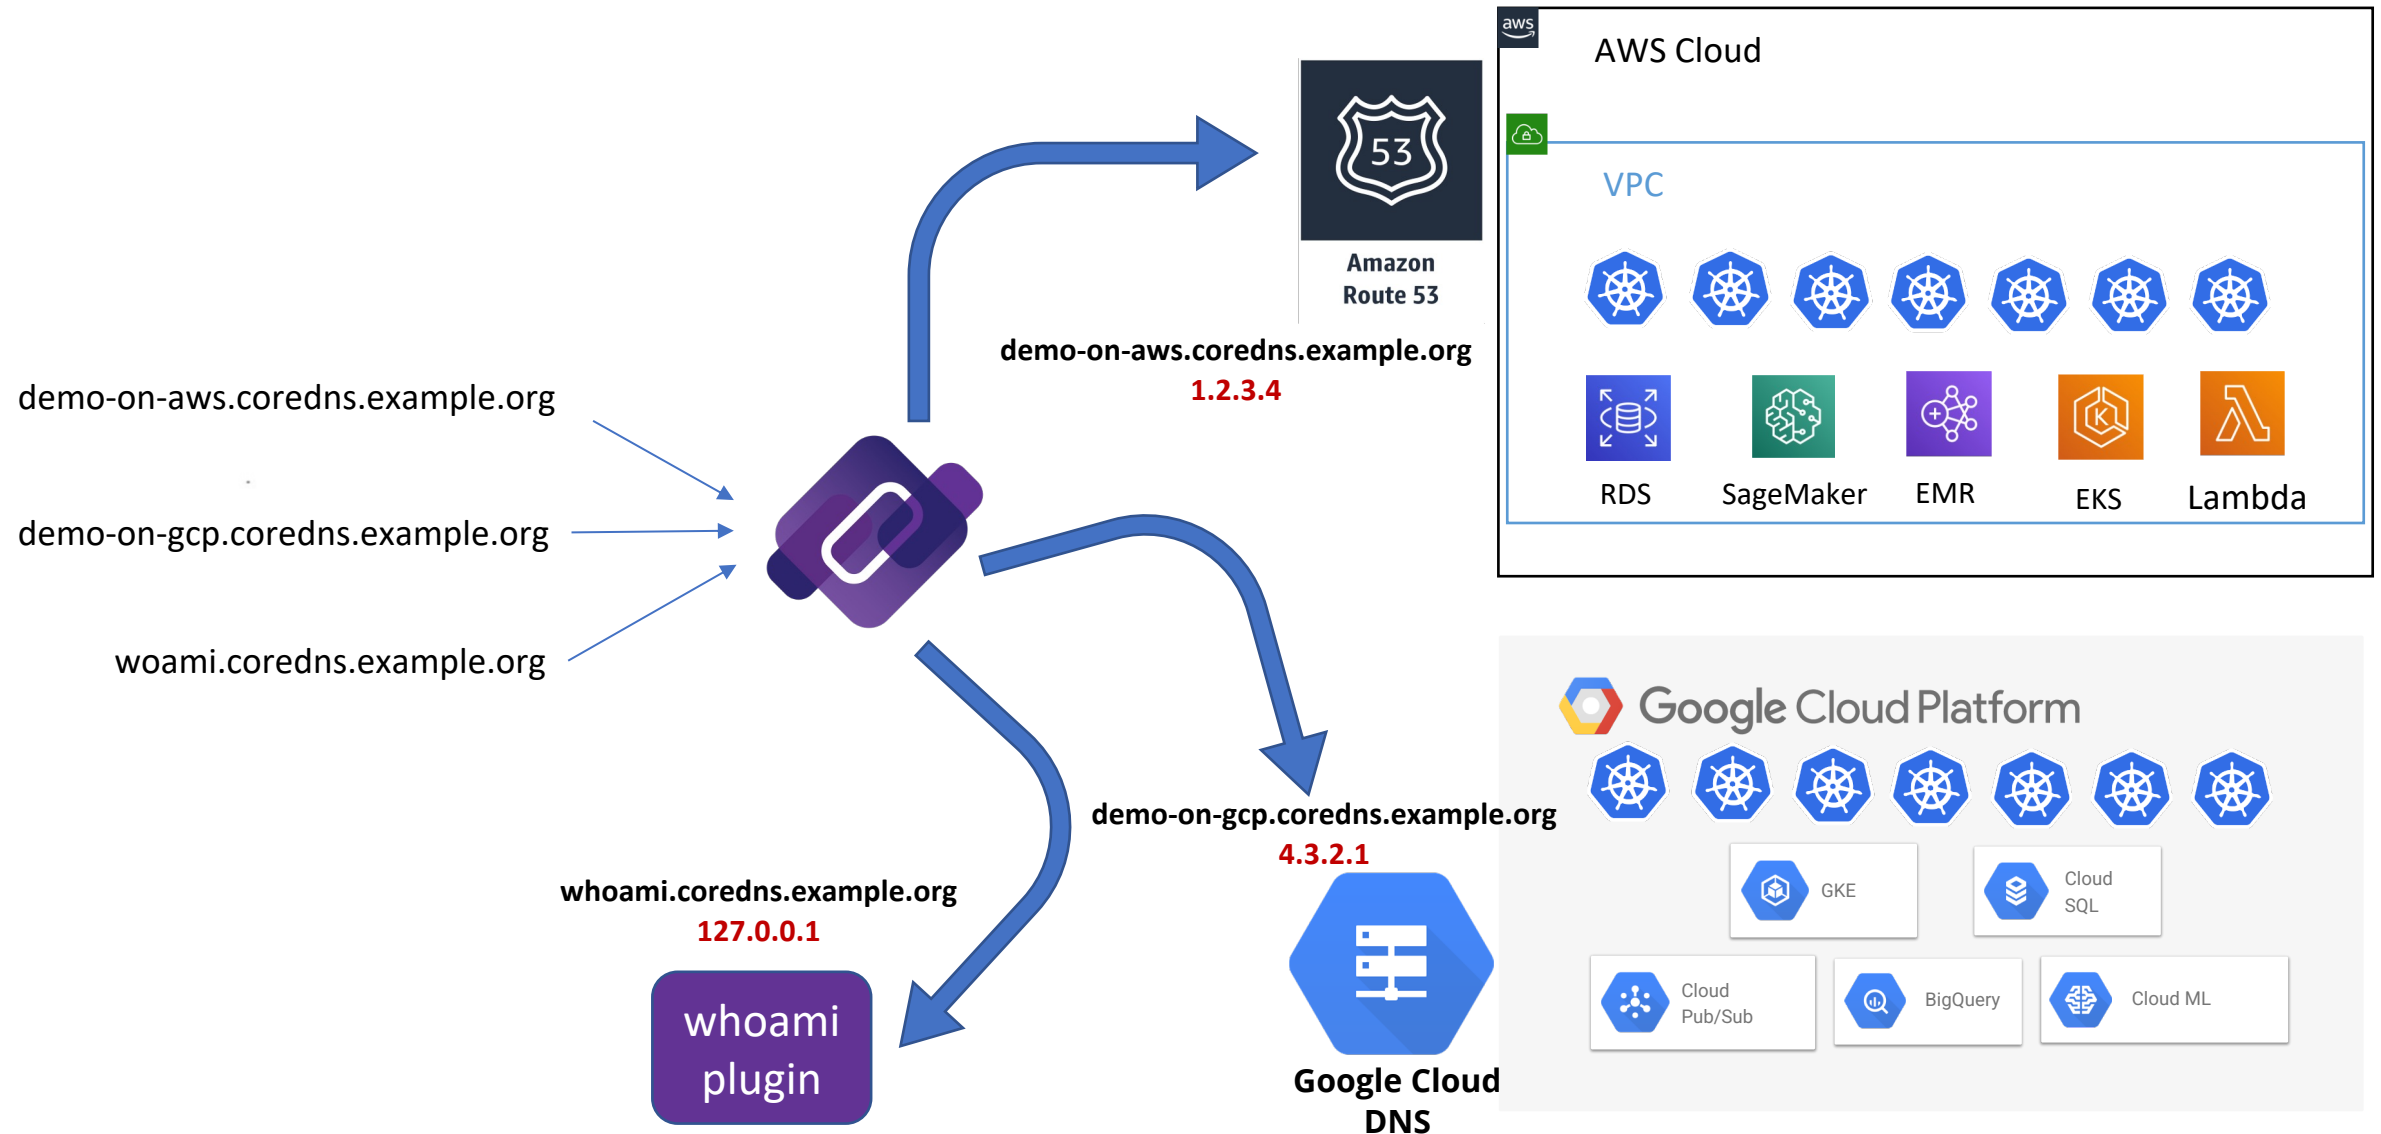 aws
AWS Cloud
53
Amazon
Route 53
VPC
demo-on-aws.coredns.example.org
1.2.3.4
demo-on-aws.coredns.example.org
K
RDS
SageMaker
EMR
EKS
Lambda
demo-on-gcp.coredns.example.org
woami.coredns.example.org
Google Cloud Platform
demo-on-gcp.coredns.example.org
4.3.2.1
whoami.coredns.example.org
127.0.0.1
GKE
Cloud
SQL
whoami
plugin
Cloud
Pub/Sub
BigQuery
Cloud ML
Google Cloud
DNS